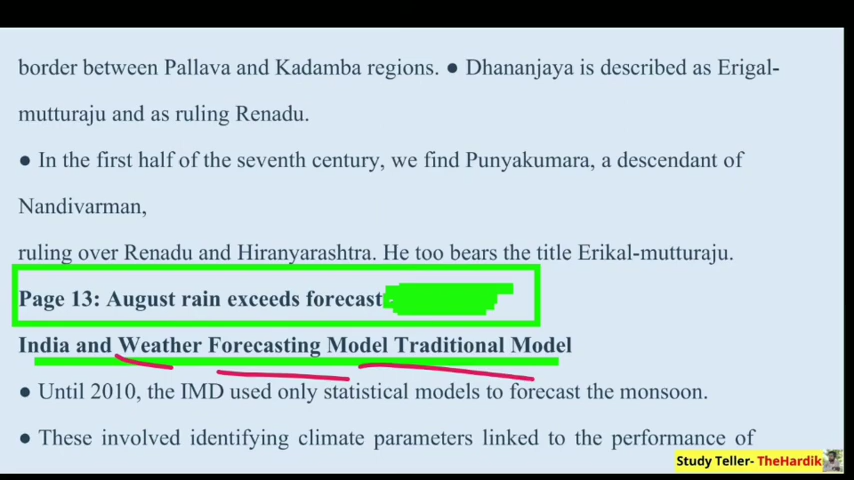 border between Pallava and Kadamba regions. ● Dhananjaya is described as Erigal-
mutturaju and as ruling Renadu.
● In the first half of the seventh century, we find Punyakumara, a descendant of
Nandivarman,
ruling over Renadu and Hiranyarashtra. He too bears the title Erikal-mutturaju.
Page 13: August rain exceeds forecast
India and Weather Forecasting Model Traditional Model
● Until 2010, the IMD used only statistical models to forecast the monsoon.
● These involved identifying climate parameters linked to the performance of
Study Teller- TheHardik